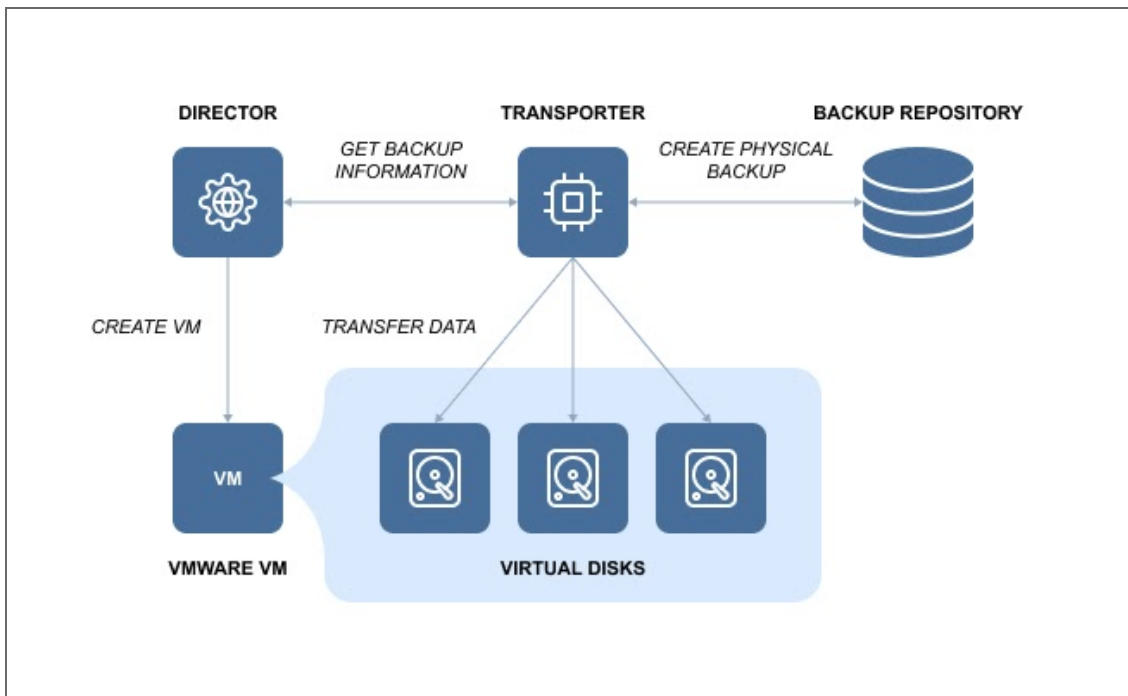 DIRECTOR
TRANSPORTER
BACKUP REPOSITORY
GET BACKUP
INFORMATION
CREATE PHYSICAL
BACKUP
CREATE VM
TRANSFER DATA
VM
VMWARE VM
VIRTUAL DISKS